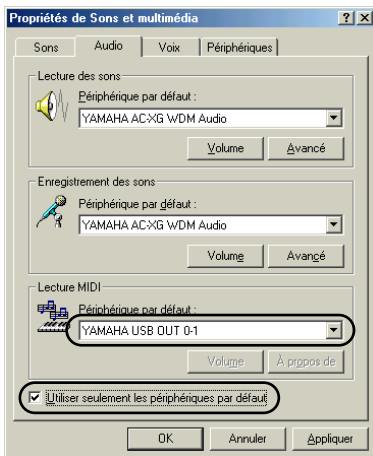 Propriétés de Sons et multimédia
Sons Audio Voix Périphériques
Lecture des sons
Périphérique par défaut :
YAMAHA AC-XG WDM Audio
Volume Avancé
Enregistrement des sons
Périphérique par défaut :
YAMAHA AC-XG WDM Audio
Volume Avancé
Lecture MIDI
Périphérique par défaut :
YAMAHA USB OUT 0-1
Volume À propos de
Utiliser seulement les périphériques par défaut
OK Annuler Appliquer